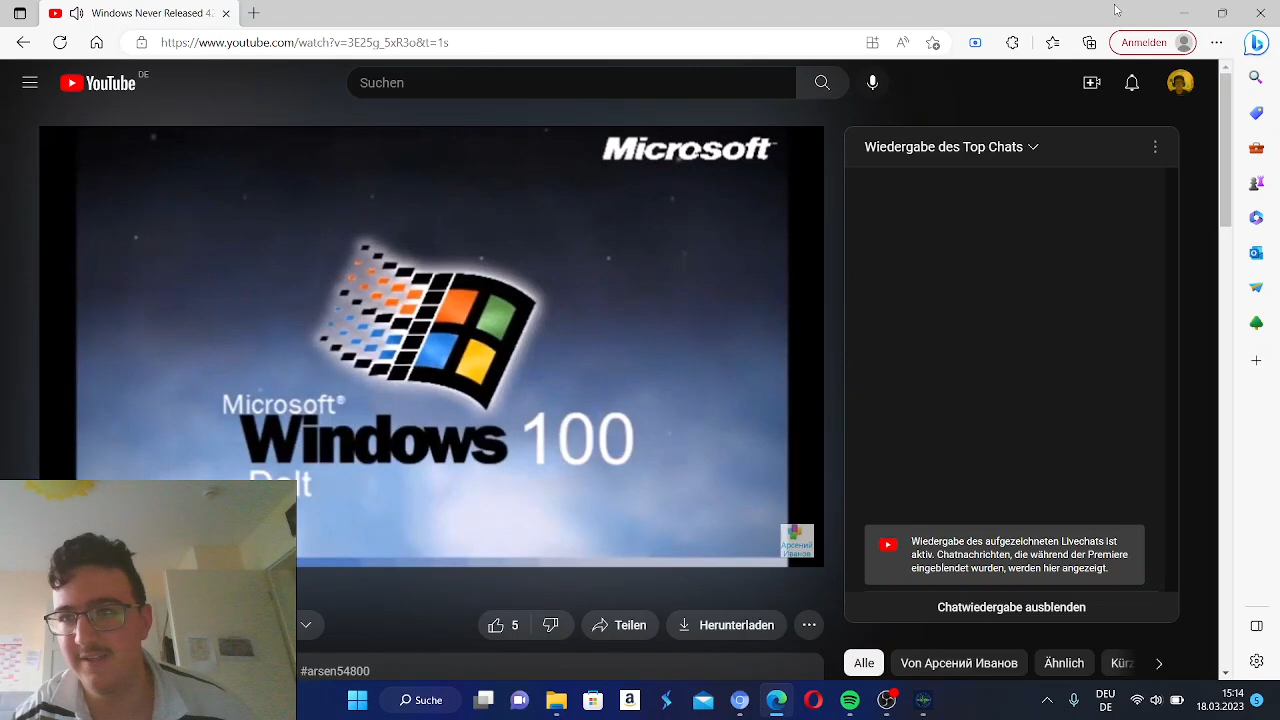 Windows Never Released 4
https://www.youtube.com/watch?v=3E25g_5xR3o&t=1s
Anmelden
YouTube DE
Suchen
Microsoft
Wiedergabe des Top Chats
Microsoft®
Windows 100
Арсений
Иванов
Wiedergabe des aufgezeichneten Livechats ist
aktiv. Chatnachrichten, die während der Premiere
eingeblendet wurden, werden hier angezeigt.
Chatwiedergabe ausblenden
5
Teilen
Herunterladen
#arsen54800
Alle
Von Арсений Иванов
Ähnlich
Kürz
Suche
DEU
DE
15:14
18.03.2023